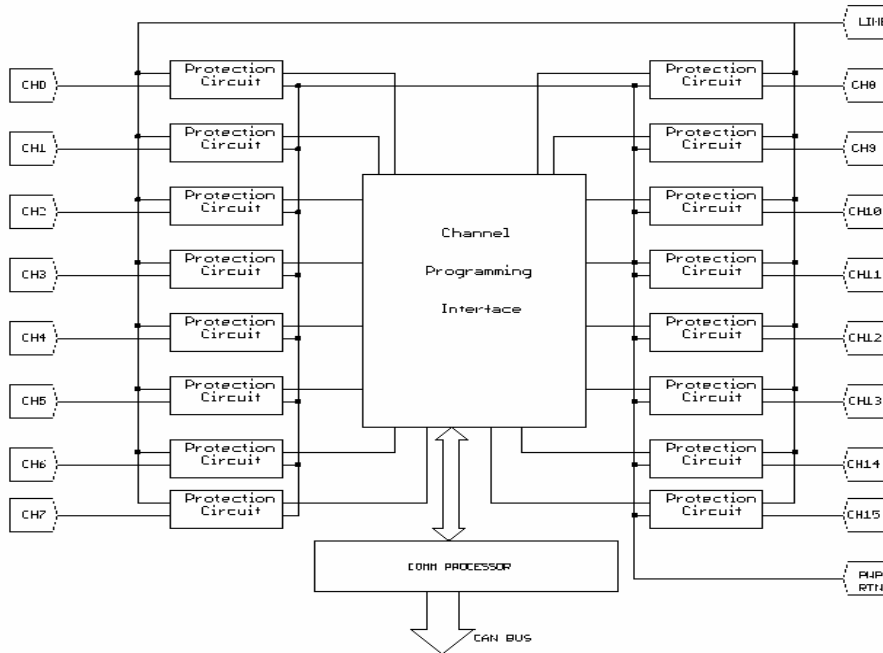 LINE
CH0
Protection
Circuit
Protection
Circuit
CH8
CH1
Protection
Circuit
Protection
Circuit
CH9
CH2
Protection
Circuit
Protection
Circuit
CH10
Channel
Programming
Interface
CH3
Protection
Circuit
Protection
Circuit
CH11
CH4
Protection
Circuit
Protection
Circuit
CH12
CH5
Protection
Circuit
Protection
Circuit
CH13
CH6
Protection
Circuit
Protection
Circuit
CH14
CH7
Protection
Circuit
Protection
Circuit
CH15
COMM PROCESSOR
PWR
RTN
CAN BUS